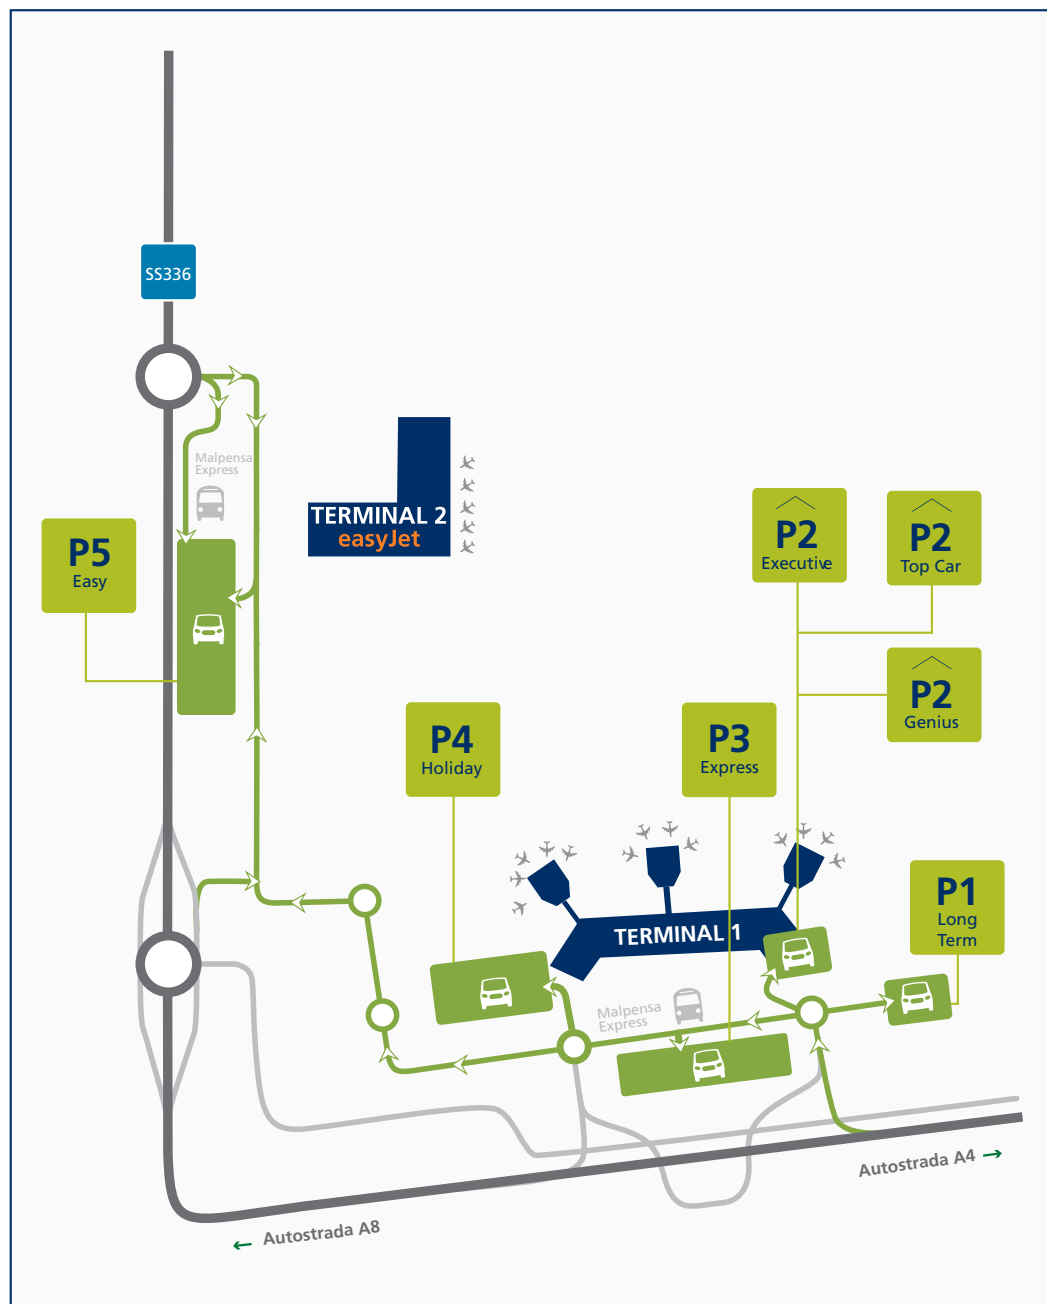 SS336
Malpensa
Express
TERMINAL 2
easyJet
P5
Easy
P2
Executive
P2
Top Car
P2
Genius
P4
Holiday
P3
Express
P1
Long
Term
TERMINAL 1
Malpensa
Express
Autostrada A4
Autostrada A8